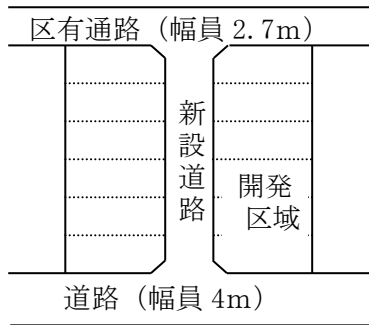 区有通路（幅員 2.7m）
新設道路
開発
区域
道路（幅員 4m）